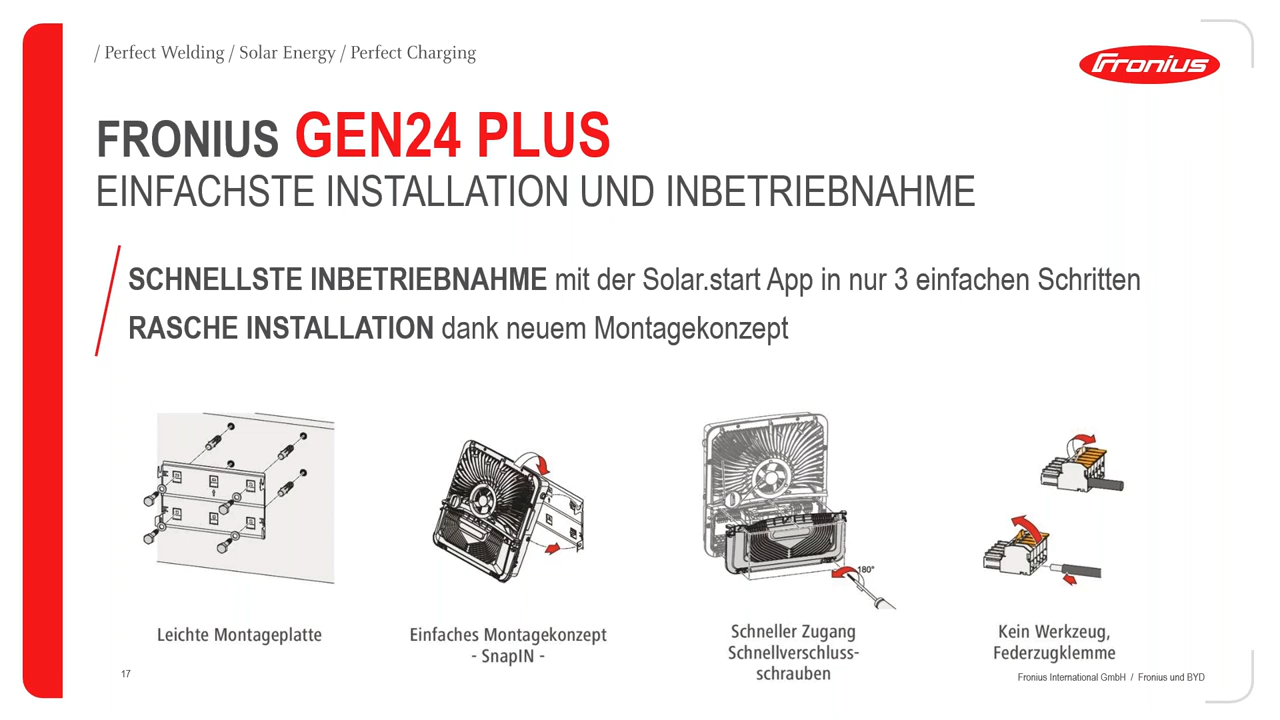 / Perfect Welding / Solar Energy / Perfect Charging
Fronius
FRONIUS GEN24 PLUS
EINFACHSTE INSTALLATION UND INBETRIEBNAHME
SCHNELLSTE INBETRIEBNAHME mit der Solar.start App in nur 3 einfachen Schritten
RASCHE INSTALLATION dank neuem Montagekonzept
180°
Leichte Montageplatte
Einfaches Montagekonzept
- SnapIN -
Schneller Zugang
Schnellverschluss-
schrauben
Kein Werkzeug,
Federzugklemme
17
Fronius International GmbH / Fronius und BYD